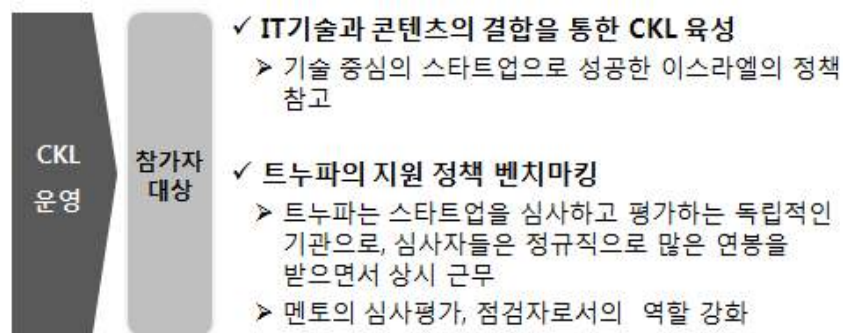 CKL
운영
참가자
대상
✓ IT기술과 콘텐츠의 결합을 통한 CKL 육성
➢ 기술 중심의 스타트업으로 성공한 이스라엘의 정책
참고
✓ 트누파의 지원 정책 벤치마킹
➢ 트누파는 스타트업을 심사하고 평가하는 독립적인
기관으로, 심사자들은 정규직으로 많은 연봉을
받으면서 상시 근무
➢ 멘토의 심사평가, 점검자로서의 역할 강화